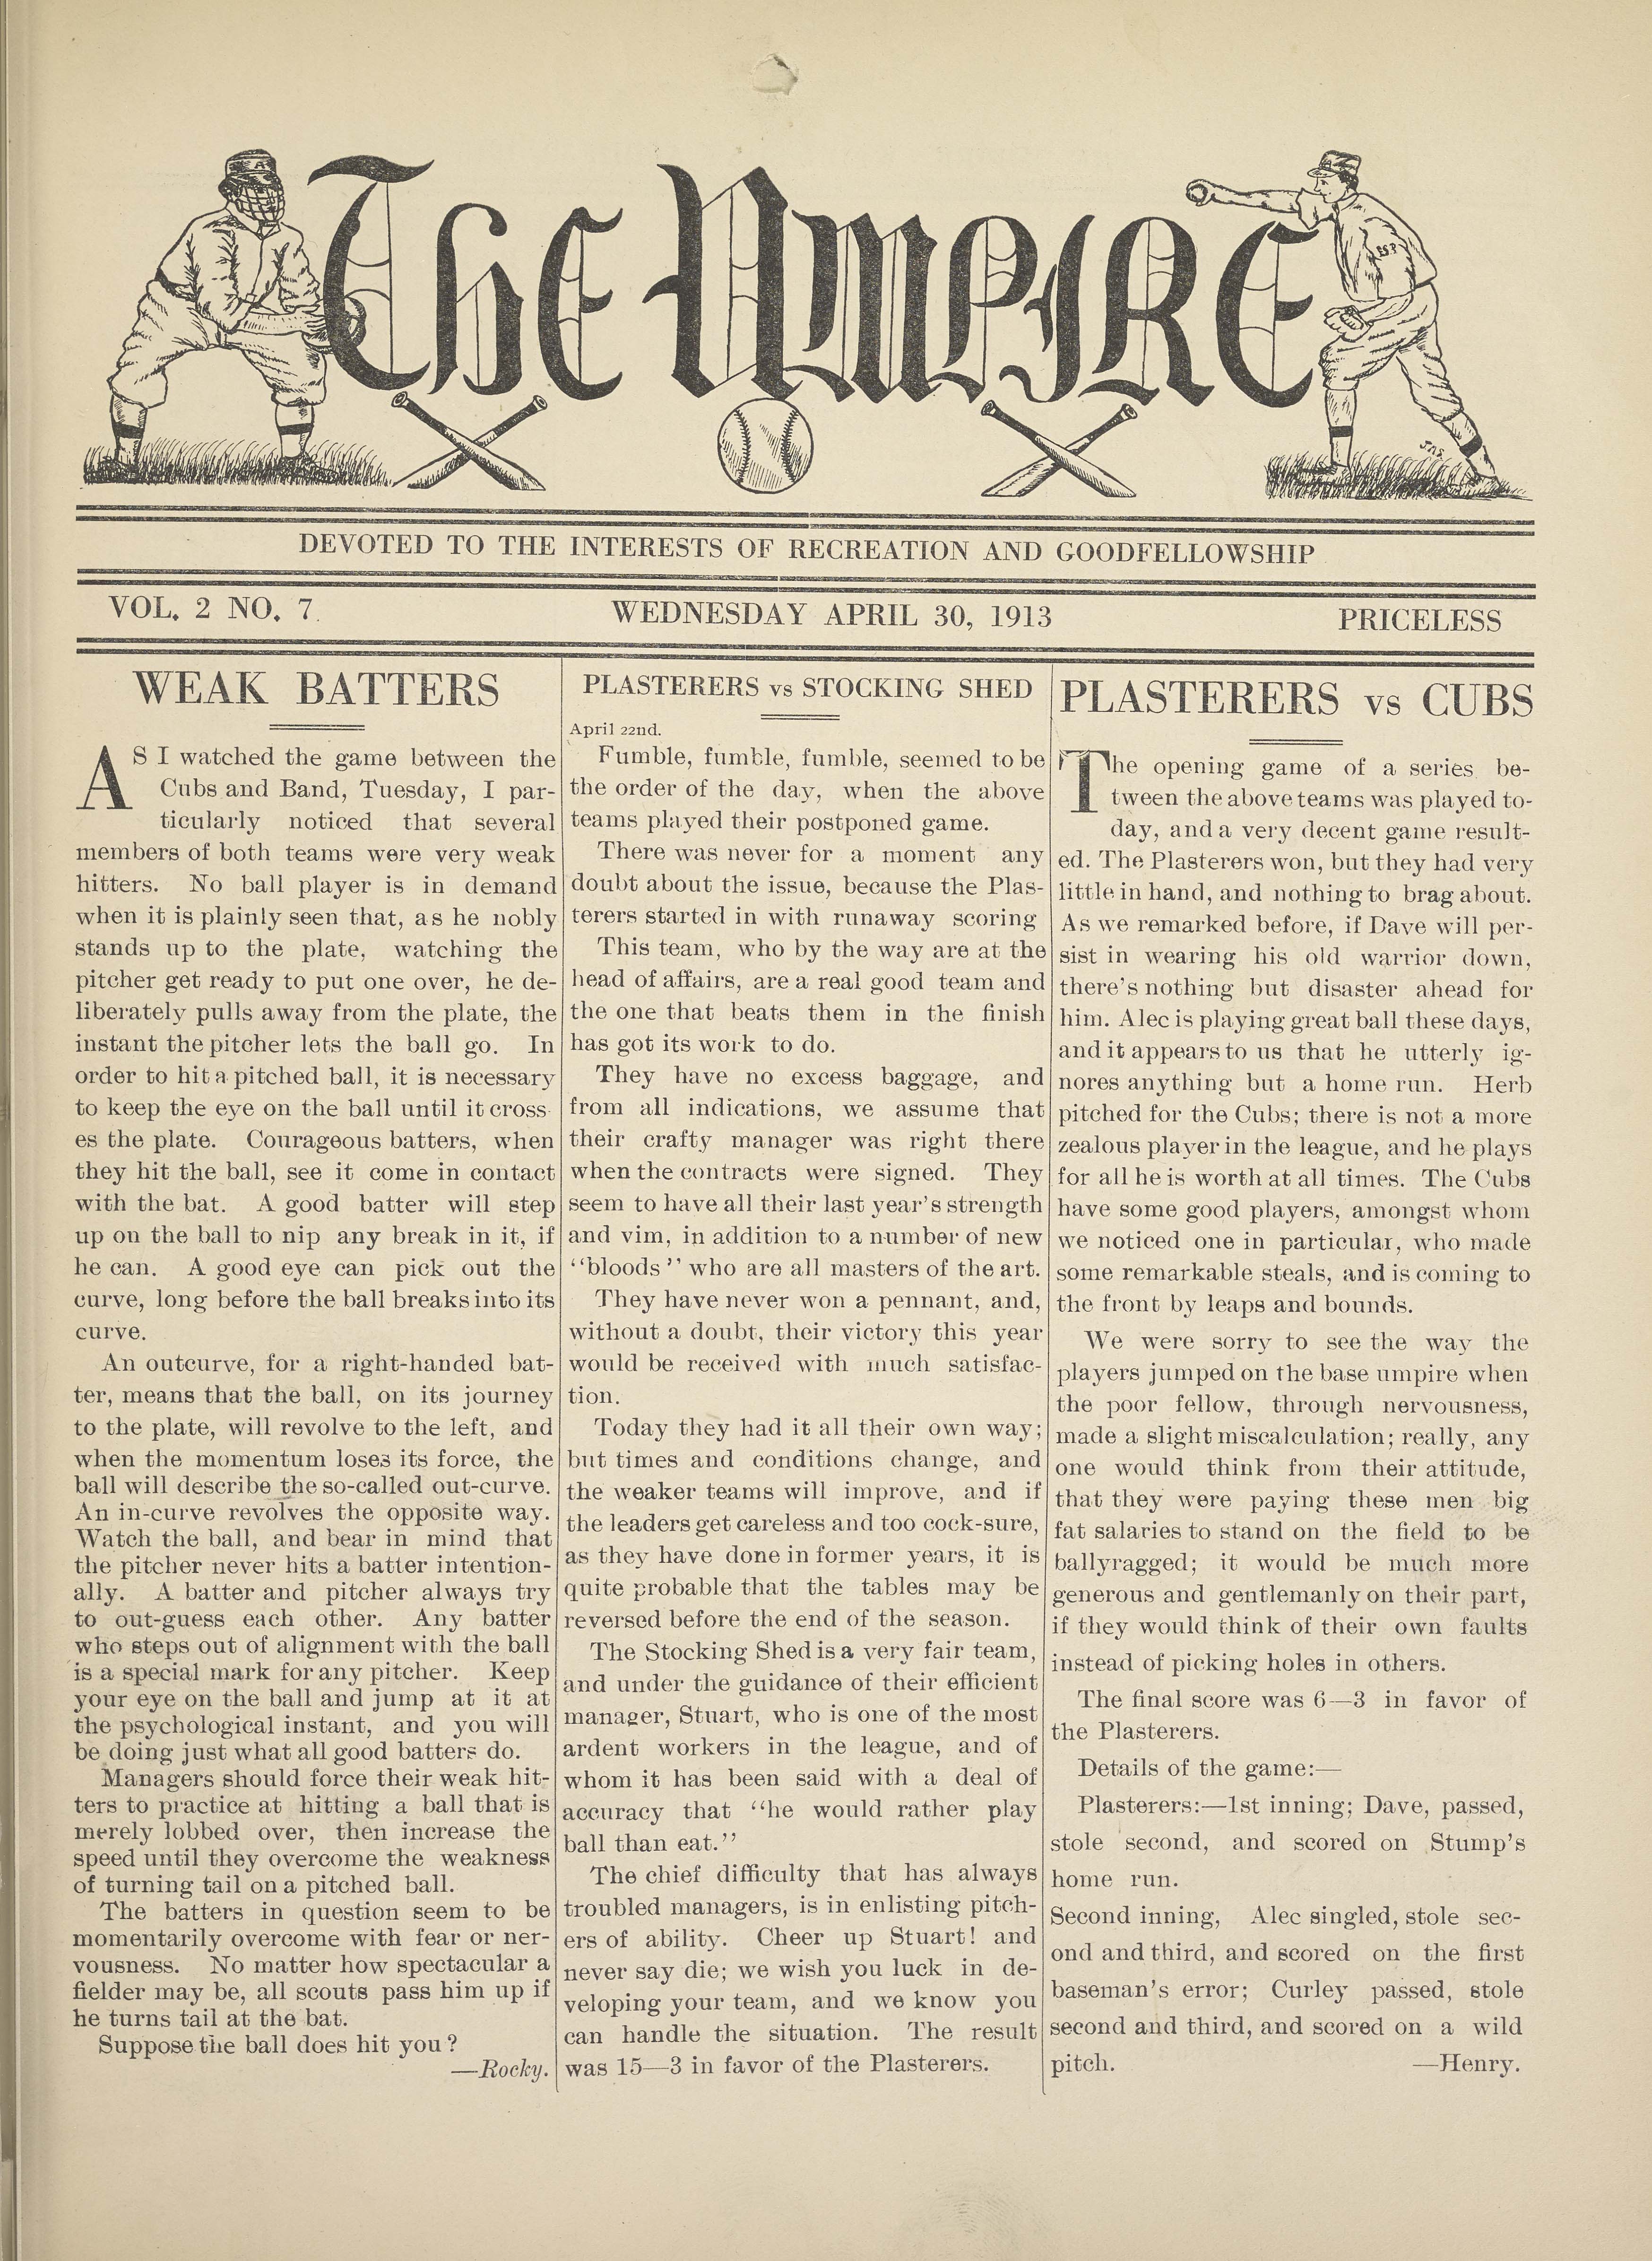 The Umpire
DEVOTED TO THE INTERESTS OF RECREATION AND GOODFELLOWSHIP
VOL. 2 NO. 7. WEDNESDAY APRIL 30, 1913 PRICELESS
WEAK BATTERS
AS I watched the game between the
Cubs and Band, Tuesday, I par-
ticularly noticed that several
members of both teams were very weak
hitters. No ball player is in demand
when it is plainly seen that, as he nobly
stands up to the plate, watching the
pitcher get ready to put one over, he de-
liberately pulls away from the plate, the
instant the pitcher lets the ball go. In
order to hit a pitched ball, it is necessary
to keep the eye on the ball until it cross-
es the plate. Courageous batters, when
they hit the ball, see it come in contact
with the bat. A good batter will step
up on the ball to nip any break in it, if
he can. A good eye can pick out the
curve, long before the ball breaks into its
curve.
An outcurve, for a right-handed bat-
ter, means that the ball, on its journey
to the plate, will revolve to the left, and
when the momentum loses its force, the
ball will describe the so-called out-curve.
An in-curve revolves the opposite way.
Watch the ball, and bear in mind that
the pitcher never hits a batter intention-
ally. A batter and pitcher always try
to out-guess each other. Any batter
who steps out of alignment with the ball
is a special mark for any pitcher. Keep
your eye on the ball and jump at it at
the psychological instant, and you will
be doing just what all good batters do.
Managers should force their weak hit-
ters to practice at hitting a ball that is
merely lobbed over, then increase the
speed until they overcome the weakness
of turning tail on a pitched ball.
The batters in question seem to be
momentarily overcome with fear or ner-
vousness. No matter how spectacular a
fielder may be, all scouts pass him up if
he turns tail at the bat.
Suppose the ball does hit you?
—Rocky.
PLASTERERS vs STOCKING SHED
April 22nd.
Fumble, fumble, fumble, seemed to be
the order of the day, when the above
teams played their postponed game.
There was never for a moment any
doubt about the issue, because the Plas-
terers started in with runaway scoring
This team, who by the way are at the
head of affairs, are a real good team and
the one that beats them in the finish
has got its work to do.
They have no excess baggage, and
from all indications, we assume that
their crafty manager was right there
when the contracts were signed. They
seem to have all their last year's strength
and vim, in addition to a number of new
"bloods" who are all masters of the art.
They have never won a pennant, and,
without a doubt, their victory this year
would be received with much satisfac-
tion.
Today they had it all their own way;
but times and conditions change, and
the weaker teams will improve, and if
the leaders get careless and too cock-sure,
as they have done in former years, it is
quite probable that the tables may be
reversed before the end of the season.
The Stocking Shed is a very fair team,
and under the guidance of their efficient
manager, Stuart, who is one of the most
ardent workers in the league, and of
whom it has been said with a deal of
accuracy that "he would rather play
ball than eat."
The chief difficulty that has always
troubled managers, is in enlisting pitch-
ers of ability. Cheer up Stuart! and
never say die; we wish you luck in de-
veloping your team, and we know you
can handle the situation. The result
was 15—3 in favor of the Plasterers.
PLASTERERS vs CUBS
The opening game of a series be-
tween the above teams was played to-
day, and a very decent game result-
ed. The Plasterers won, but they had very
little in hand, and nothing to brag about.
As we remarked before, if Dave will per-
sist in wearing his old warrior down,
there's nothing but disaster ahead for
him. Alec is playing great ball these days,
and it appears to us that he utterly ig-
nores anything but a home run. Herb
pitched for the Cubs; there is not a more
zealous player in the league, and he plays
for all he is worth at all times. The Cubs
have some good players, amongst whom
we noticed one in particular, who made
some remarkable steals, and is coming to
the front by leaps and bounds.
We were sorry to see the way the
players jumped on the base umpire when
the poor fellow, through nervousness,
made a slight miscalculation; really, any
one would think from their attitude,
that they were paying these men big
fat salaries to stand on the field to be
ballyragged; it would be much more
generous and gentlemanly on their part,
if they would think of their own faults
instead of picking holes in others.
The final score was 6—3 in favor of
the Plasterers.
Details of the game:—
Plasterers:—1st inning; Dave, passed,
stole second, and scored on Stump's
home run.
Second inning, Alec singled, stole sec-
ond and third, and scored on the first
baseman's error; Curley passed, stole
second and third, and scored on a wild
pitch. —Henry.